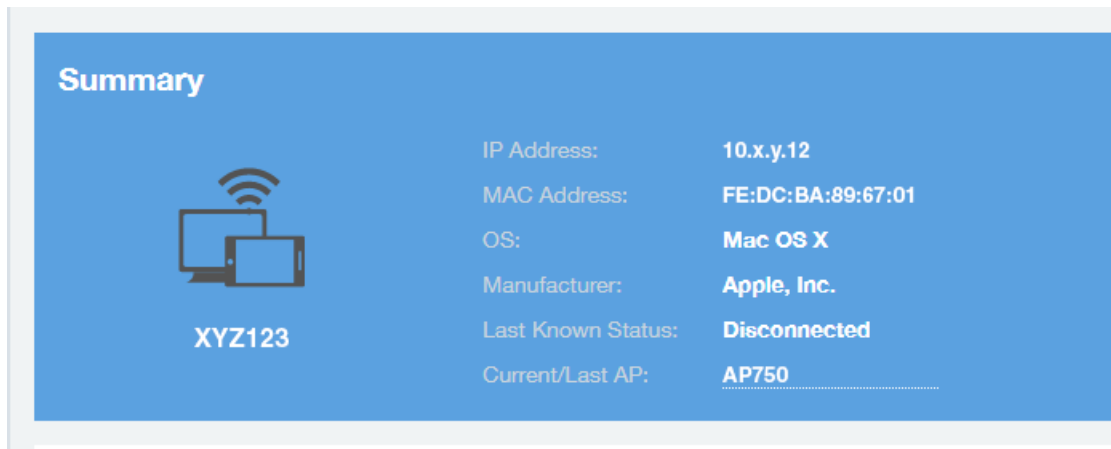 Summary
XYZ123
IP Address: 10.x.y.12
MAC Address: FE:DC:BA:89:67:01
OS: Mac OS X
Manufacturer: Apple, Inc.
Last Known Status: Disconnected
Current/Last AP: AP750